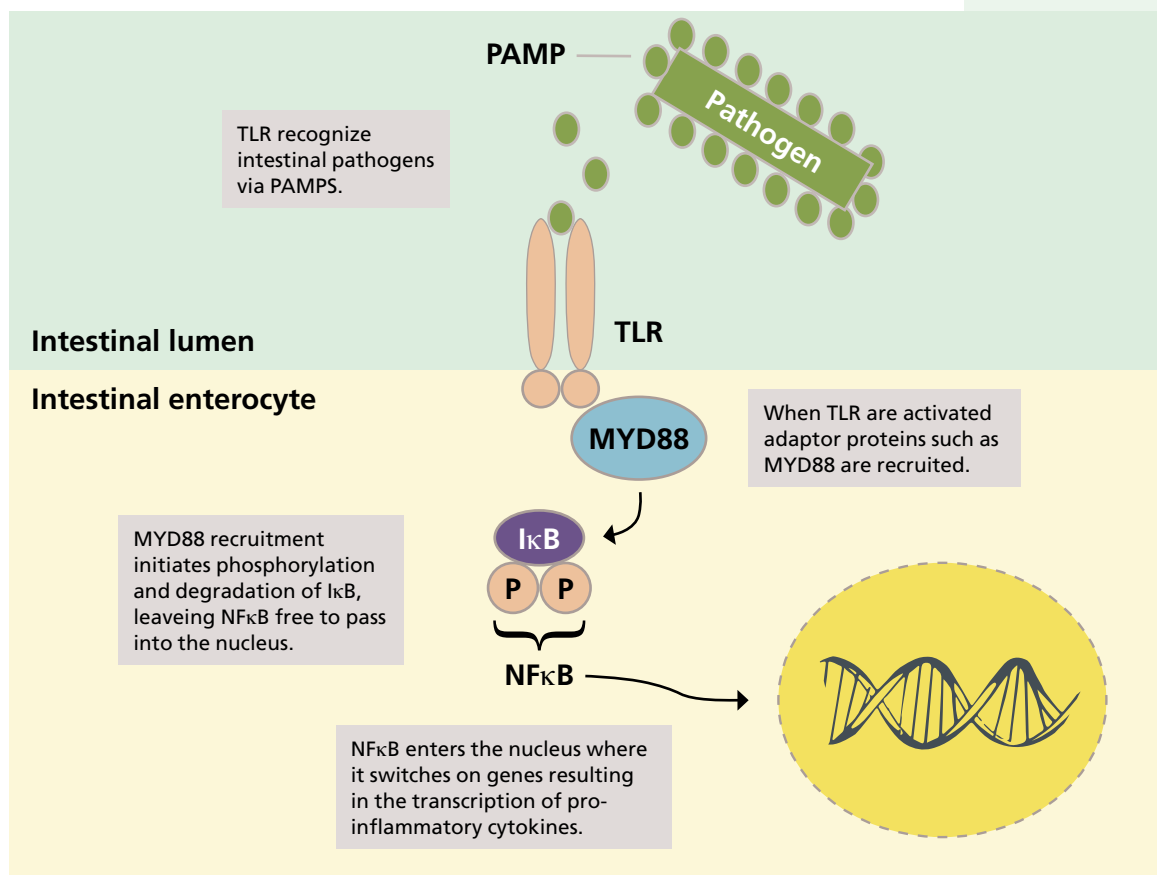 PAMP
Pathogen
TLR recognize
intestinal pathogens
via PAMPS.
Intestinal lumen
TLR
Intestinal enterocyte
MYD88
When TLR are activated
adaptor proteins such as
MYD88 are recruited.
MYD88 recruitment
initiates phosphorylation
and degradation of IκB,
leaveing NFκB free to pass
into the nucleus.
IκB
P P
NFκB
NFκB enters the nucleus where
it switches on genes resulting
in the transcription of pro-
inflammatory cytokines.